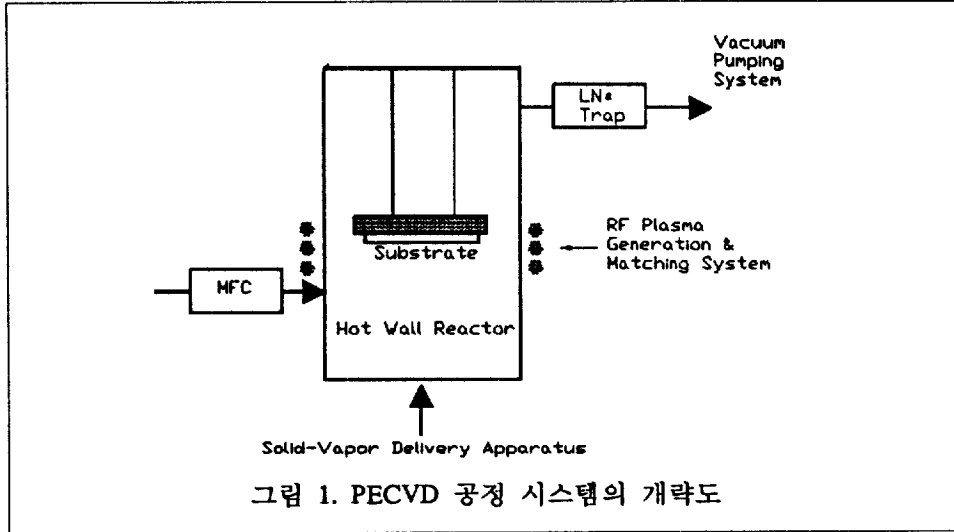 Vacuum
Pumping
System
LN₂
Trap
RF Plasma
Generation &
Matching System
Substrate
MFC
Hot Wall Reactor
Solid-Vapor Delivery Apparatus
그림 1. PECVD 공정 시스템의 개략도